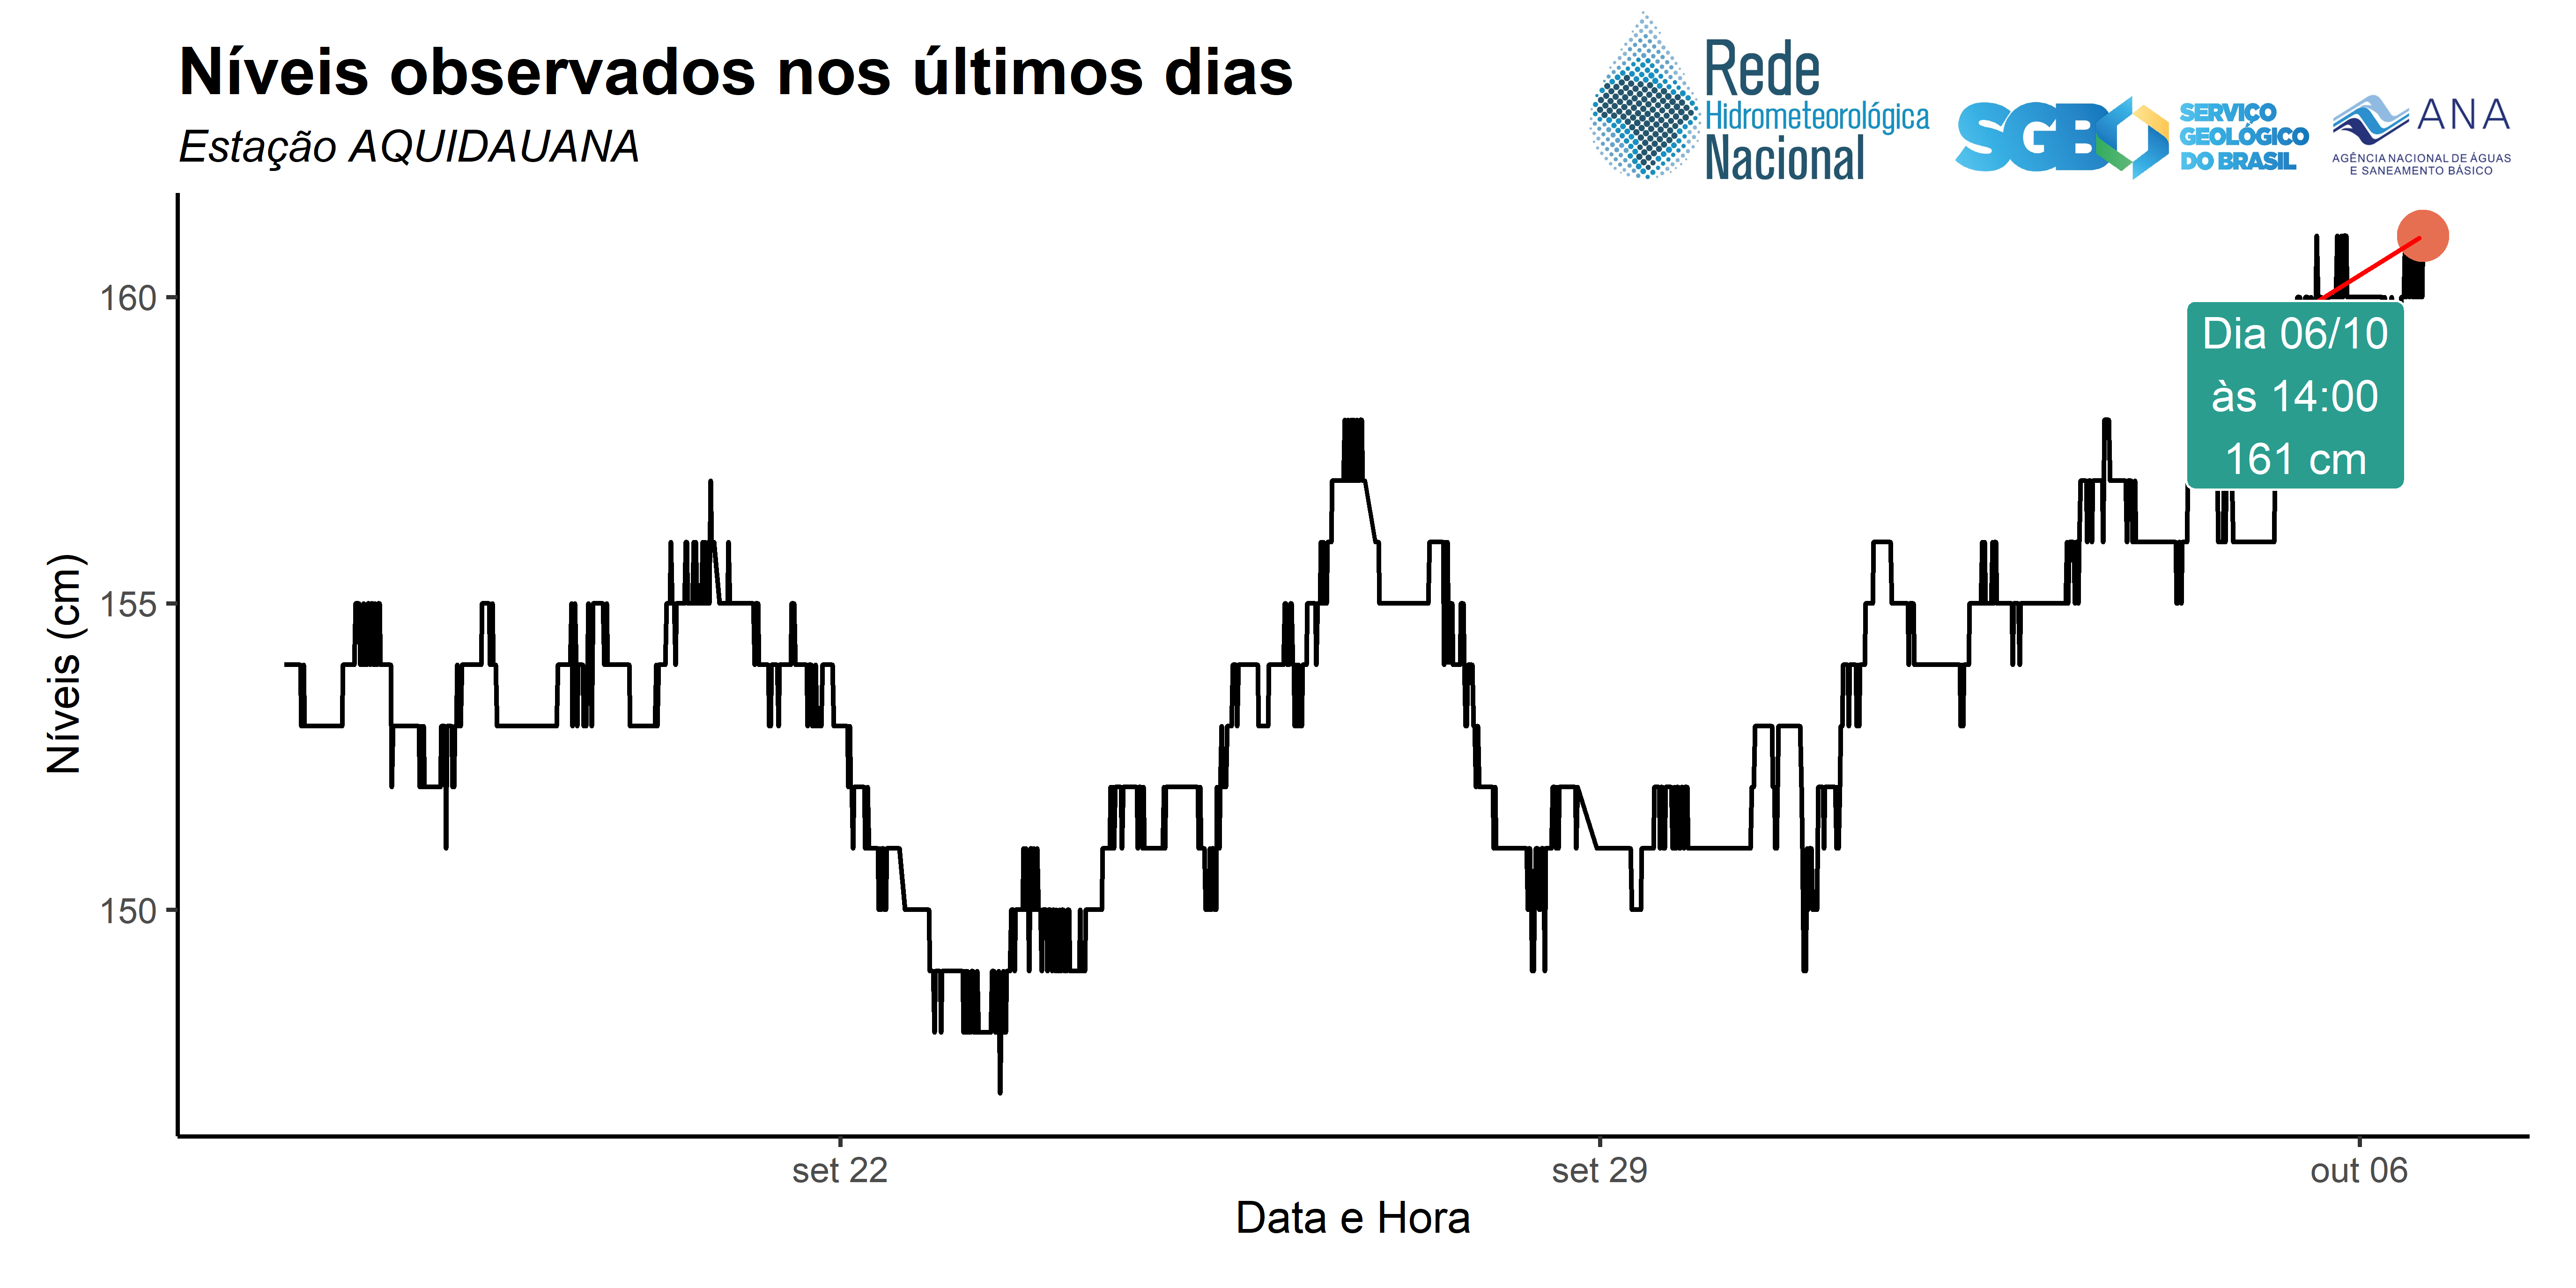 Níveis observados nos últimos dias
Estação AQUIDAUANA
Rede
Hidrometeorológica
Nacional
SGB
SERVIÇO
GEOLÓGICO
DO BRASIL
ANA
AGÊNCIA NACIONAL DE ÁGUAS
E SANEAMENTO BÁSICO
160
155
150
Níveis (cm)
Dia 06/10
às 14:00
161 cm
set 22
set 29
out 06
Data e Hora